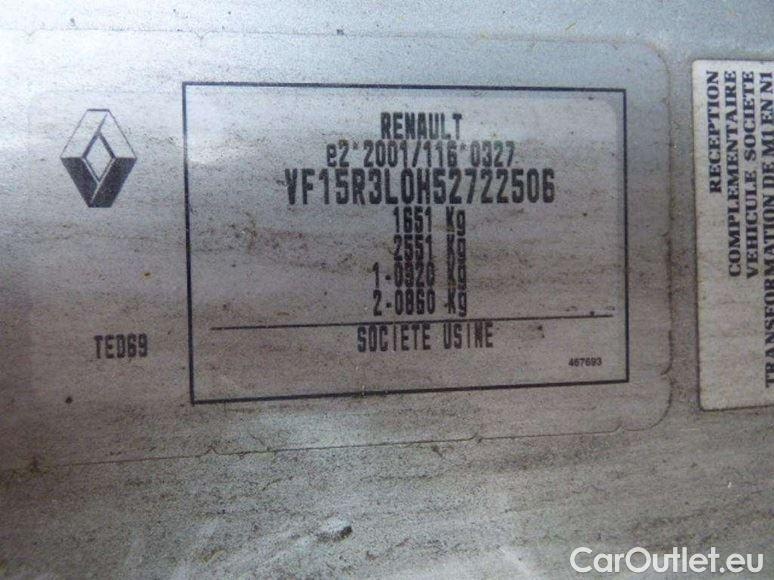 RENAULT
e2*2001/116*0327
VF15R3L0H52722506
1651 Kg
2551 Kg
1-0920 Kg
2-0860 Kg
TED69
SOCIETE USINE
467693
RECEPTION
COMPLEMENTAIRE
VEHICULE SOCIETE
TRANSFORMATION DE M1 EN N1
CarOutlet.eu